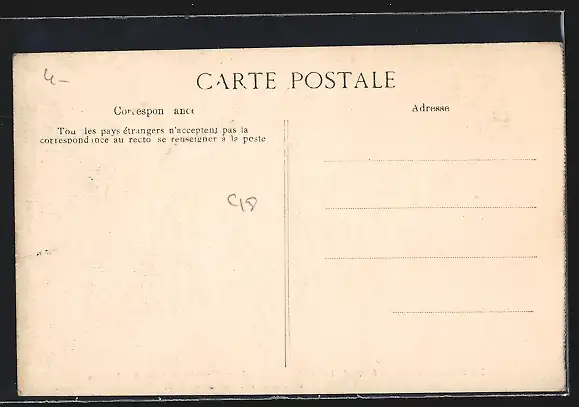 4-
CARTE POSTALE
Correspon ance
Adresse
Tou les pays étrangers n'acceptent pas la
correspondance au recto se renseigner à la poste